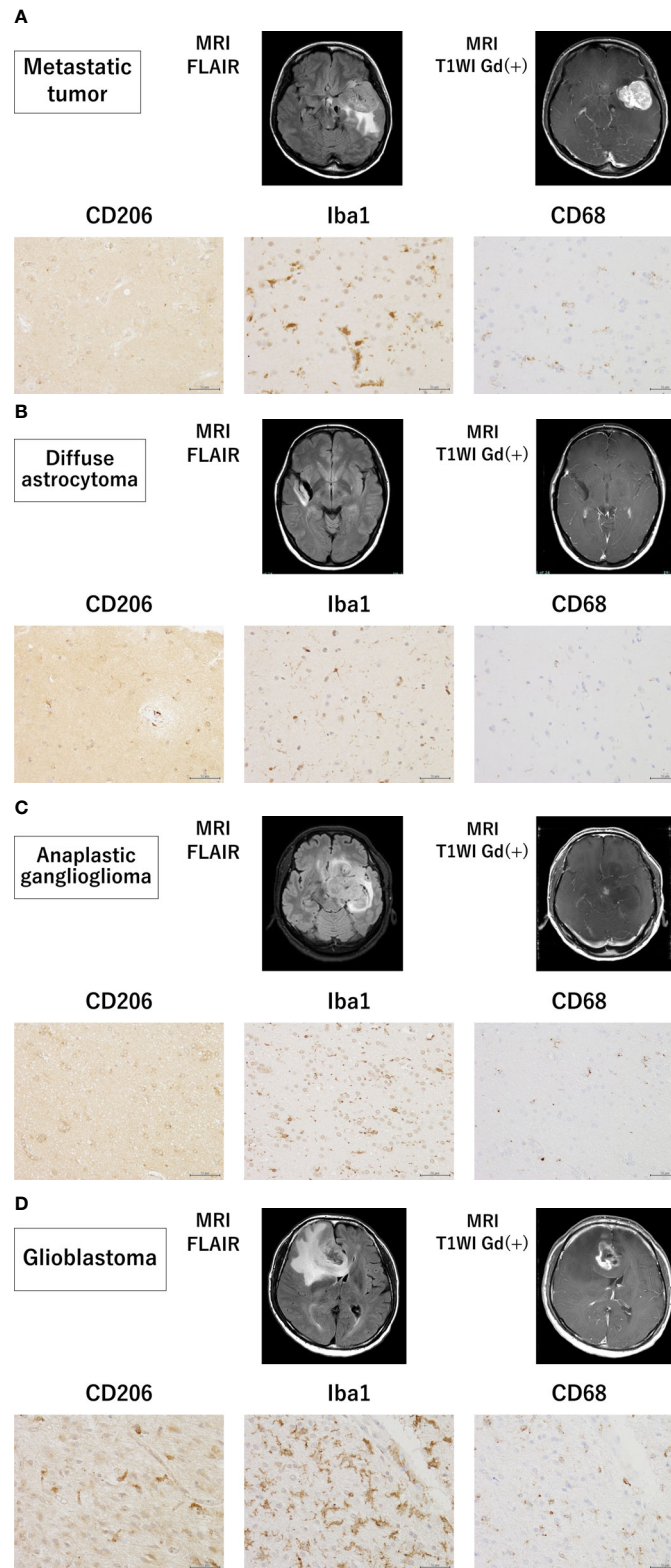 A
Metastatic
tumor
MRI
FLAIR
MRI
T1WI Gd(+)
CD206
Iba1
CD68
B
Diffuse
astrocytoma
MRI
FLAIR
MRI
T1WI Gd(+)
CD206
Iba1
CD68
C
Anaplastic
ganglioglioma
MRI
FLAIR
MRI
T1WI Gd(+)
CD206
Iba1
CD68
D
Glioblastoma
MRI
FLAIR
MRI
T1WI Gd(+)
CD206
Iba1
CD68